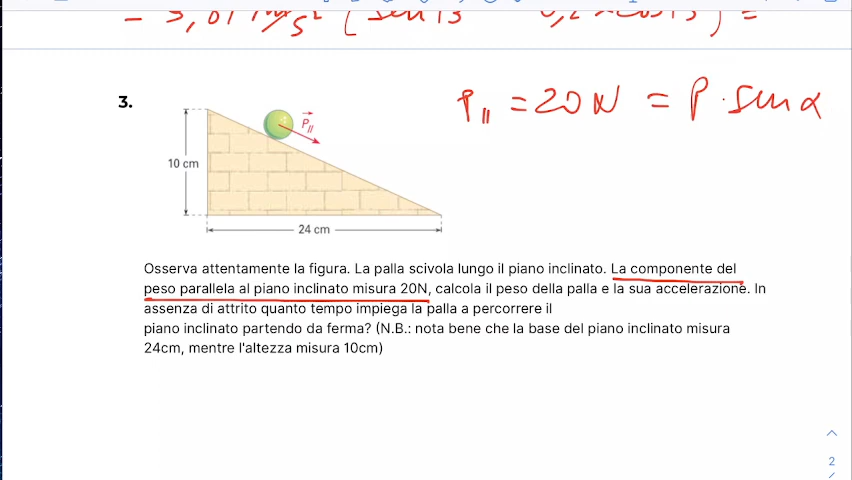 3.
P∥ = 20N = P · sen α
P∥
10 cm
24 cm
Osserva attentamente la figura. La palla scivola lungo il piano inclinato. La componente del
peso parallela al piano inclinato misura 20N, calcola il peso della palla e la sua accelerazione. In
assenza di attrito quanto tempo impiega la palla a percorrere il
piano inclinato partendo da ferma? (N.B.: nota bene che la base del piano inclinato misura
24cm, mentre l'altezza misura 10cm)
2